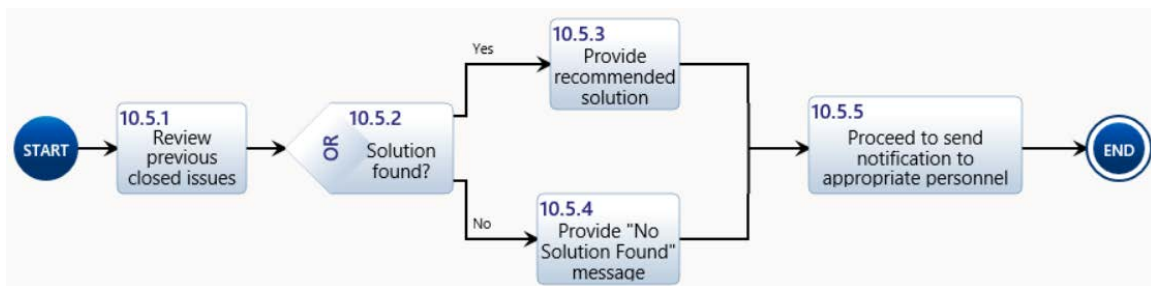 START
10.5.1
Review
previous
closed issues
OR
10.5.2
Solution
found?
Yes
10.5.3
Provide
recommended
solution
No
10.5.4
Provide "No
Solution Found"
message
10.5.5
Proceed to send
notification to
appropriate personnel
END